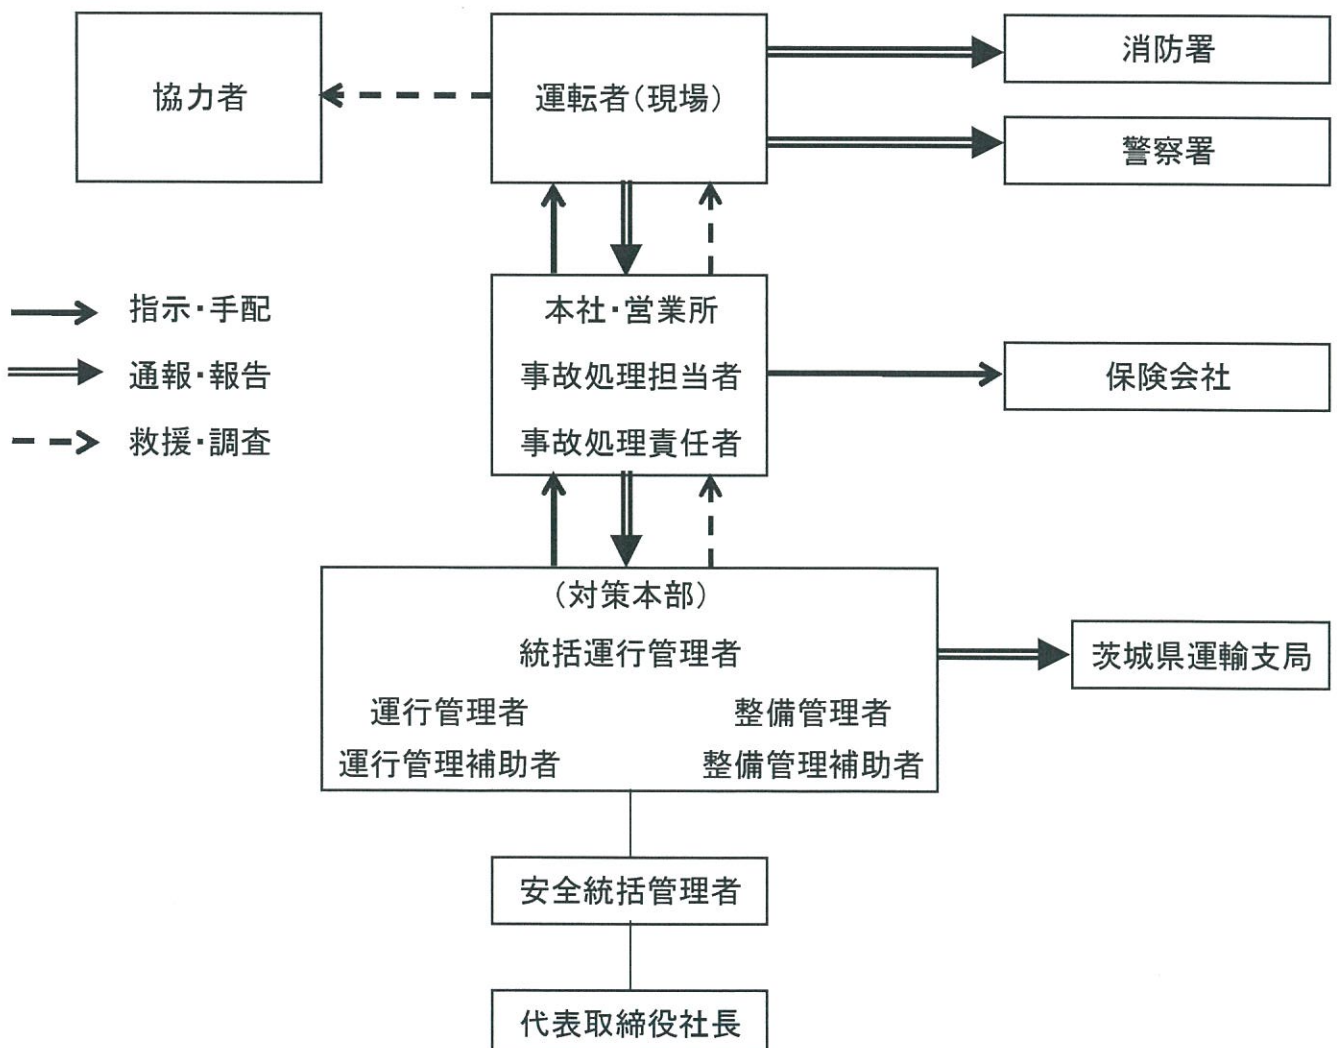 協力者
運転者(現場)
消防署
警察署
指示・手配
通報・報告
救援・調査
本社・営業所
事故処理担当者
事故処理責任者
保険会社
(対策本部)
統括運行管理者
運行管理者
整備管理者
運行管理補助者
整備管理補助者
茨城県運輸支局
安全統括管理者
代表取締役社長